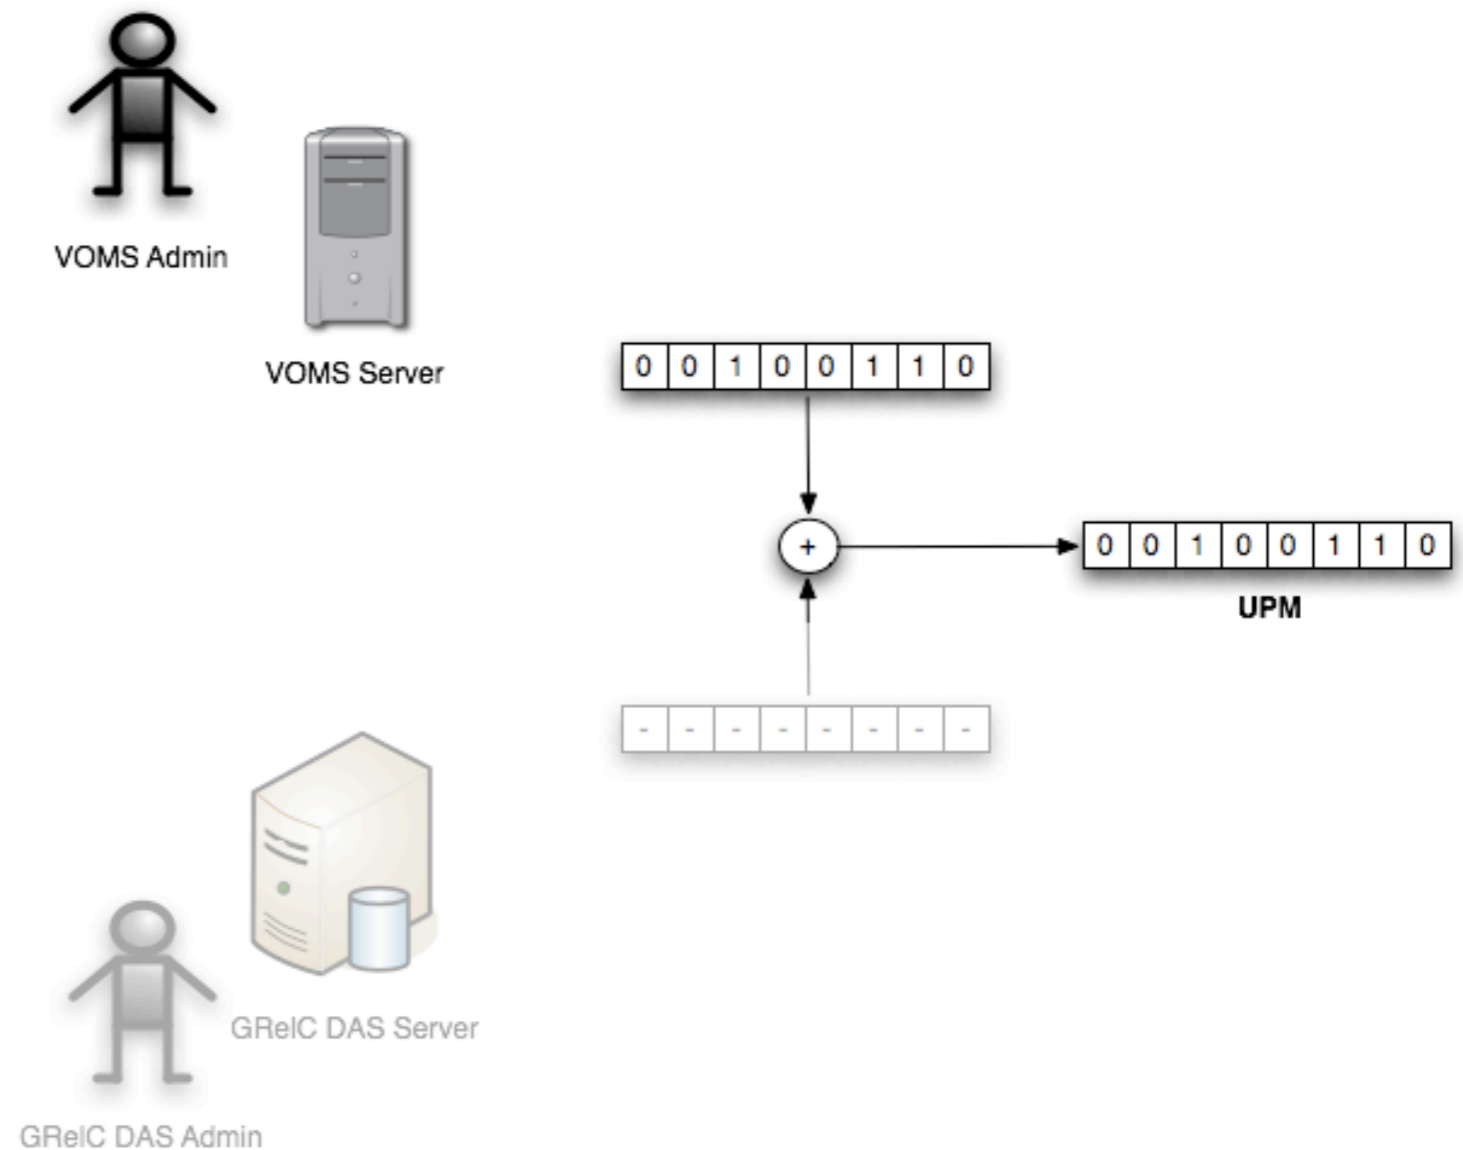 VOMS Admin
VOMS Server
0 0 1 0 0 1 1 0
+
0 0 1 0 0 1 1 0
UPM
- - - - - - - -
GRelC DAS Server
GRelC DAS Admin